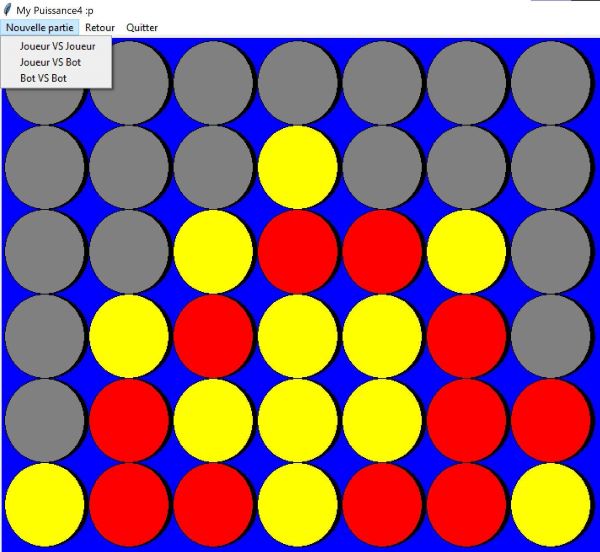 My Puissance4 :p
Nouvelle partie Retour Quitter
Joueur VS Joueur
Joueur VS Bot
Bot VS Bot